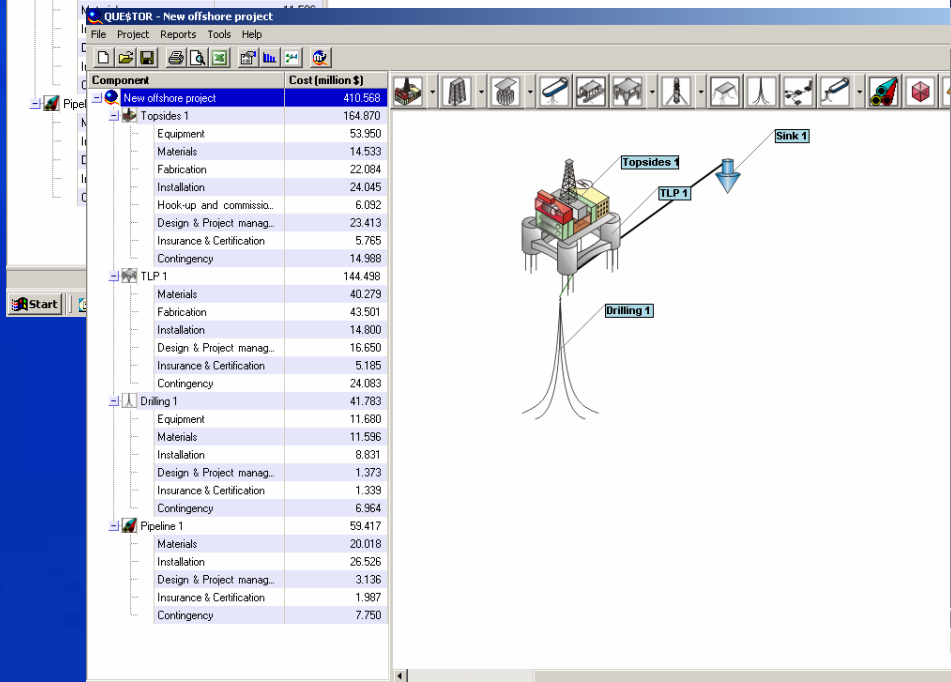 QUE$TOR - New offshore project
File Project Reports Tools Help
Component Cost (million $)
New offshore project 410.568
Topsides 1 164.870
Equipment 53.950
Materials 14.533
Fabrication 22.084
Installation 24.045
Hook-up and commissio... 6.092
Design & Project manag... 23.413
Insurance & Certification 5.765
Contingency 14.988
TLP 1 144.498
Materials 40.279
Fabrication 43.501
Installation 14.800
Design & Project manag... 16.650
Insurance & Certification 5.185
Contingency 24.083
Drilling 1 41.783
Equipment 11.680
Materials 11.596
Installation 8.831
Design & Project manag... 1.373
Insurance & Certification 1.339
Contingency 6.964
Pipeline 1 59.417
Materials 20.018
Installation 26.526
Design & Project manag... 3.136
Insurance & Certification 1.987
Contingency 7.750
Sink 1
Topsides 1
TLP 1
Drilling 1
Pipel
Start